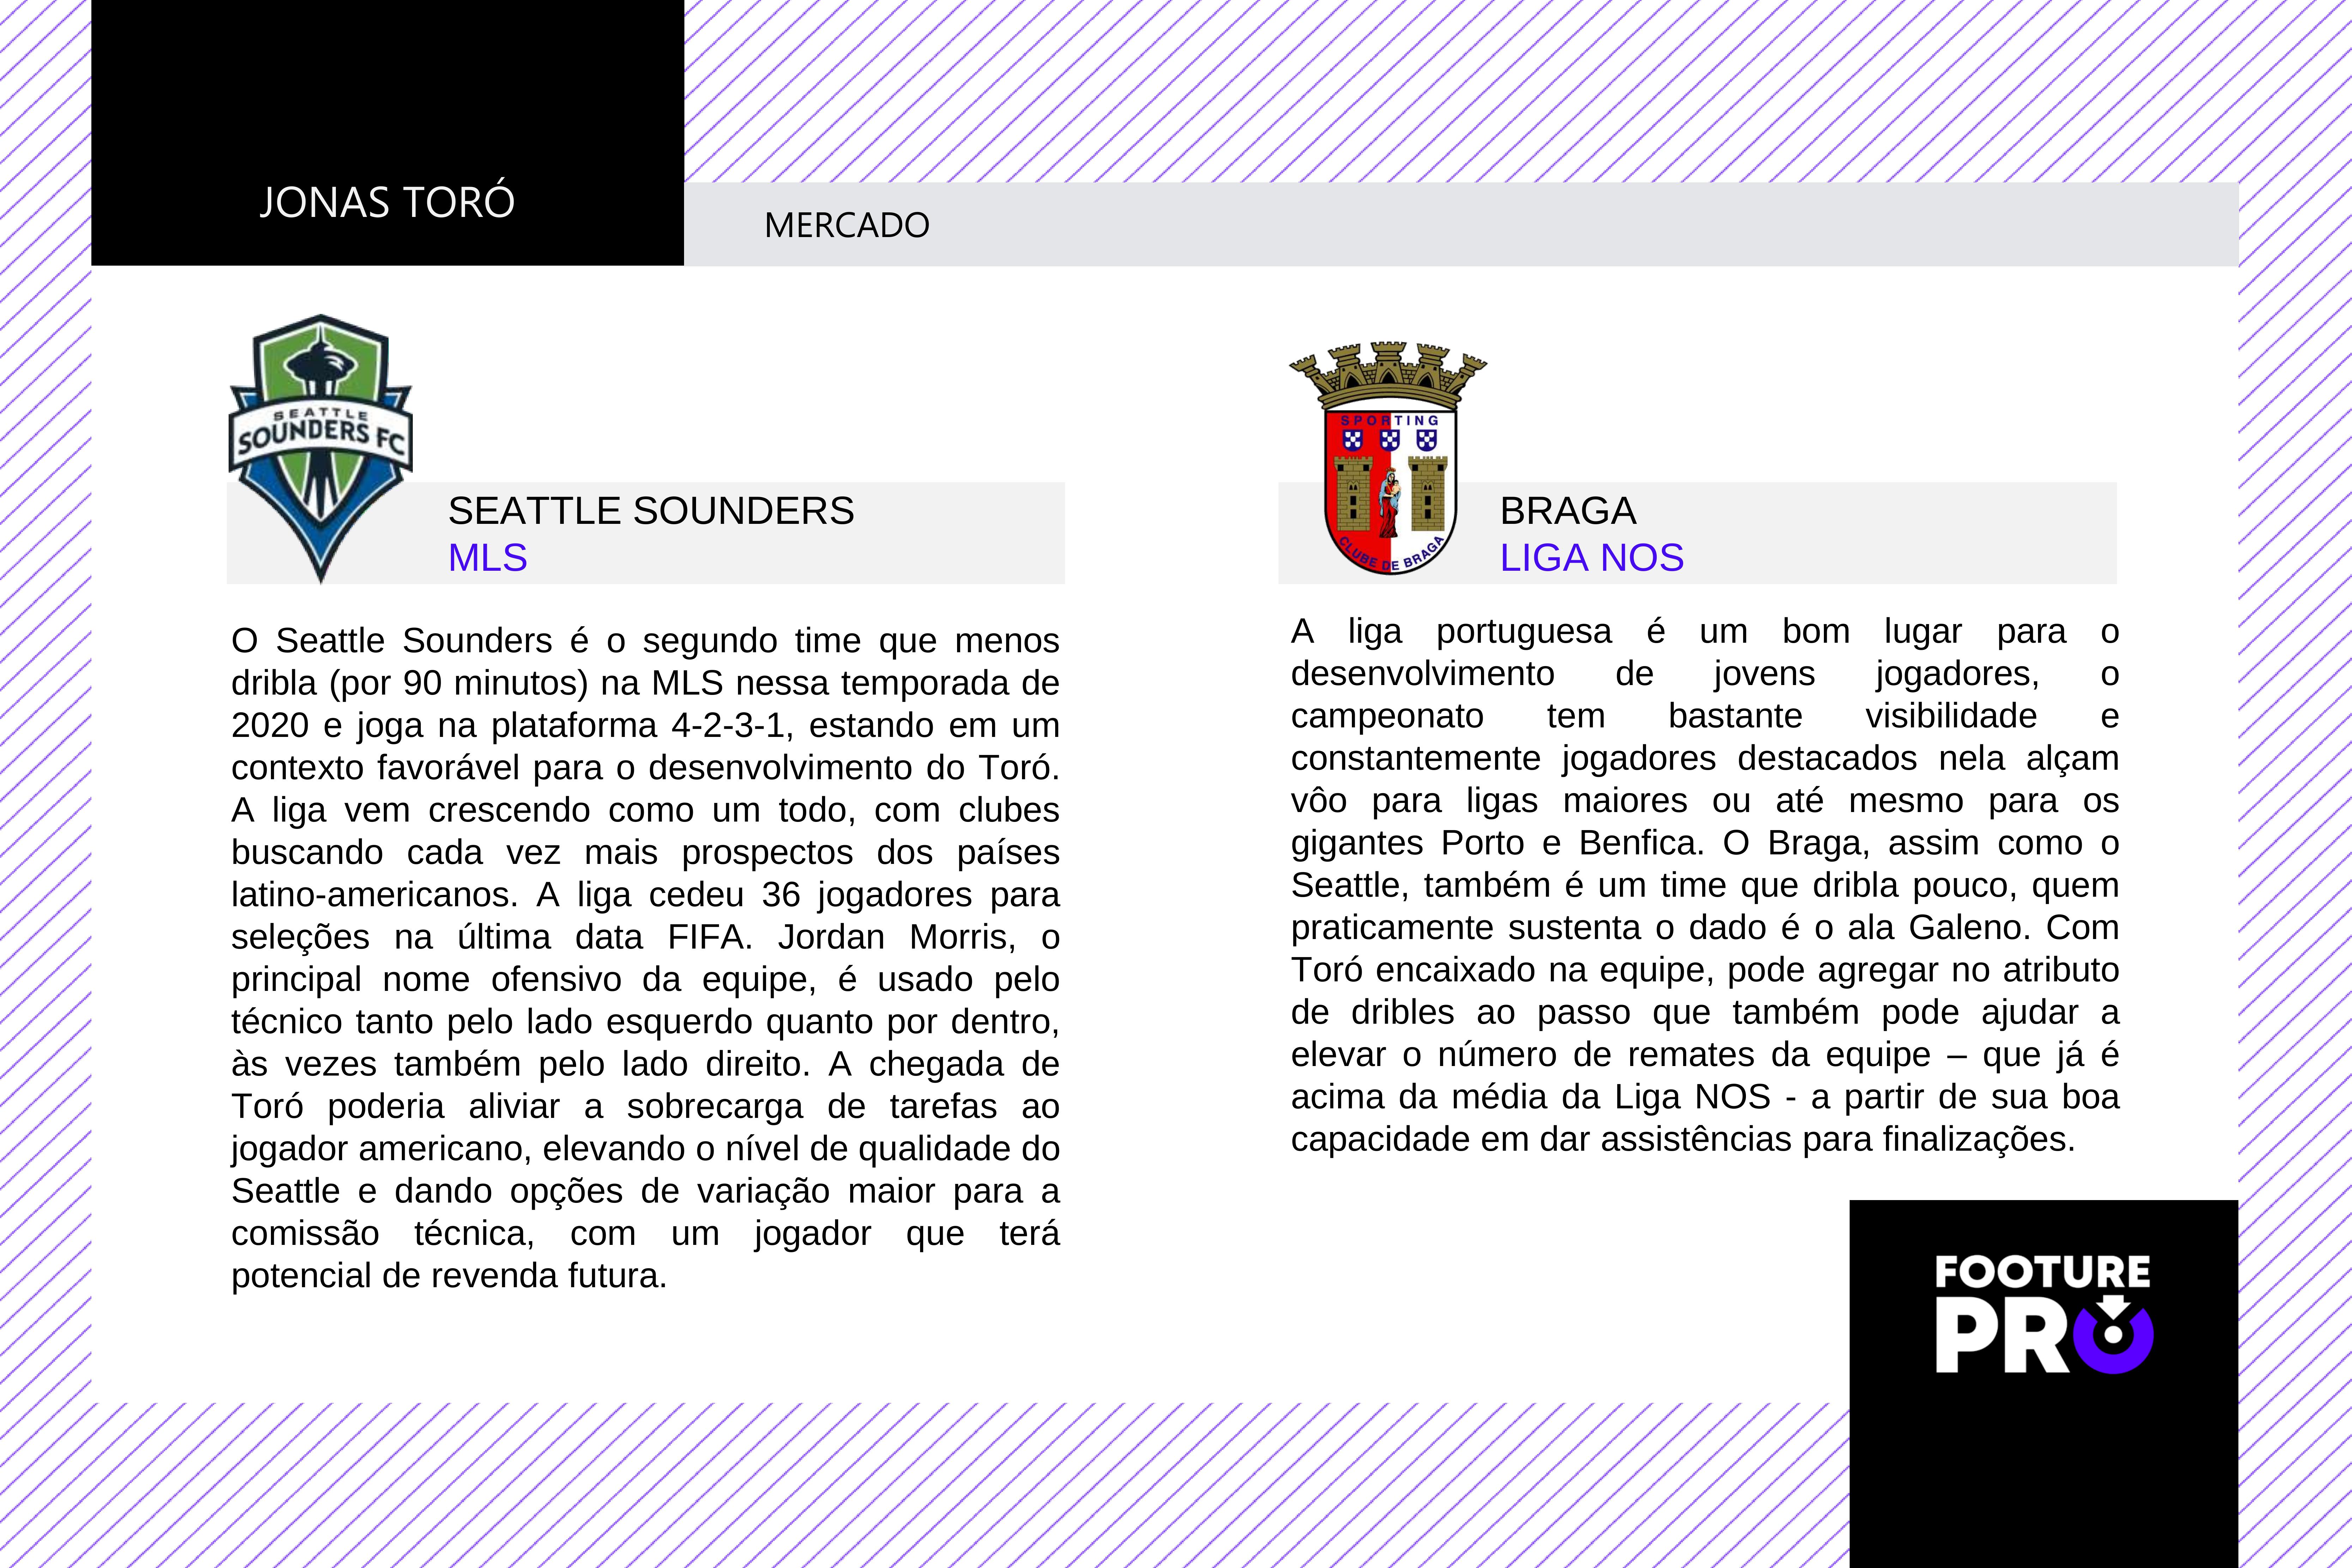 JONAS TORÓ
MERCADO
SEATTLE
SOUNDERS FC
SEATTLE SOUNDERS
MLS
O Seattle Sounders é o segundo time que menos
dribla (por 90 minutos) na MLS nessa temporada de
2020 e joga na plataforma 4-2-3-1, estando em um
contexto favorável para o desenvolvimento do Toró.
A liga vem crescendo como um todo, com clubes
buscando cada vez mais prospectos dos países
latino-americanos. A liga cedeu 36 jogadores para
seleções na última data FIFA. Jordan Morris, o
principal nome ofensivo da equipe, é usado pelo
técnico tanto pelo lado esquerdo quanto por dentro,
às vezes também pelo lado direito. A chegada de
Toró poderia aliviar a sobrecarga de tarefas ao
jogador americano, elevando o nível de qualidade do
Seattle e dando opções de variação maior para a
comissão técnica, com um jogador que terá
potencial de revenda futura.
SPORTING
CLUBE DE BRAGA
BRAGA
LIGA NOS
A liga portuguesa é um bom lugar para o
desenvolvimento de jovens jogadores, o
campeonato tem bastante visibilidade e
constantemente jogadores destacados nela alçam
vôo para ligas maiores ou até mesmo para os
gigantes Porto e Benfica. O Braga, assim como o
Seattle, também é um time que dribla pouco, quem
praticamente sustenta o dado é o ala Galeno. Com
Toró encaixado na equipe, pode agregar no atributo
de dribles ao passo que também pode ajudar a
elevar o número de remates da equipe – que já é
acima da média da Liga NOS - a partir de sua boa
capacidade em dar assistências para finalizações.
FOOTURE
PRO